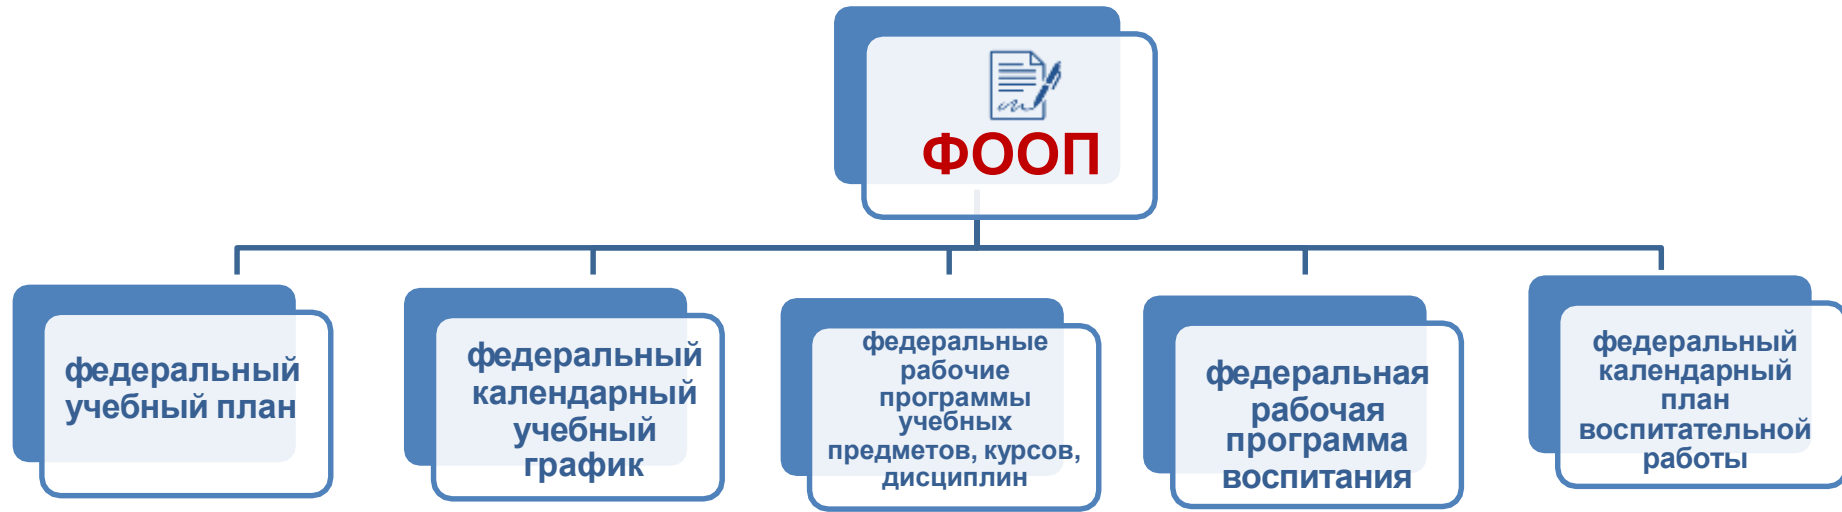 ФООП
федеральный
учебный план
федеральный
календарный
учебный
график
федеральные
рабочие
программы
учебных
предметов, курсов,
дисциплин
федеральная
рабочая
программа
воспитания
федеральный
календарный
план
воспитательной
работы